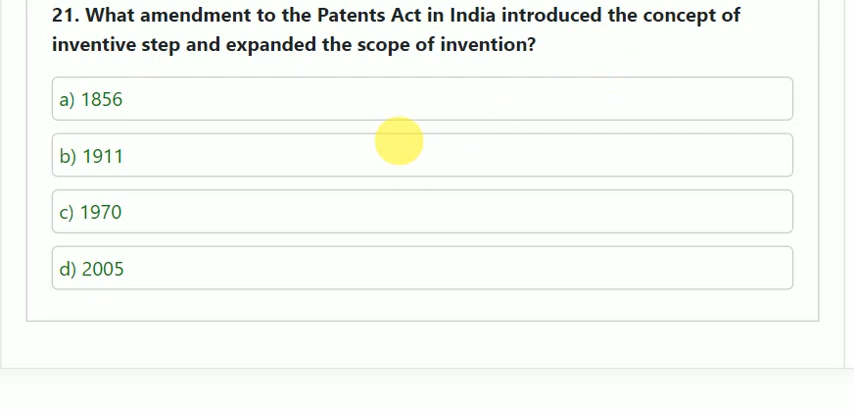 21. What amendment to the Patents Act in India introduced the concept of
inventive step and expanded the scope of invention?
a) 1856
b) 1911
c) 1970
d) 2005